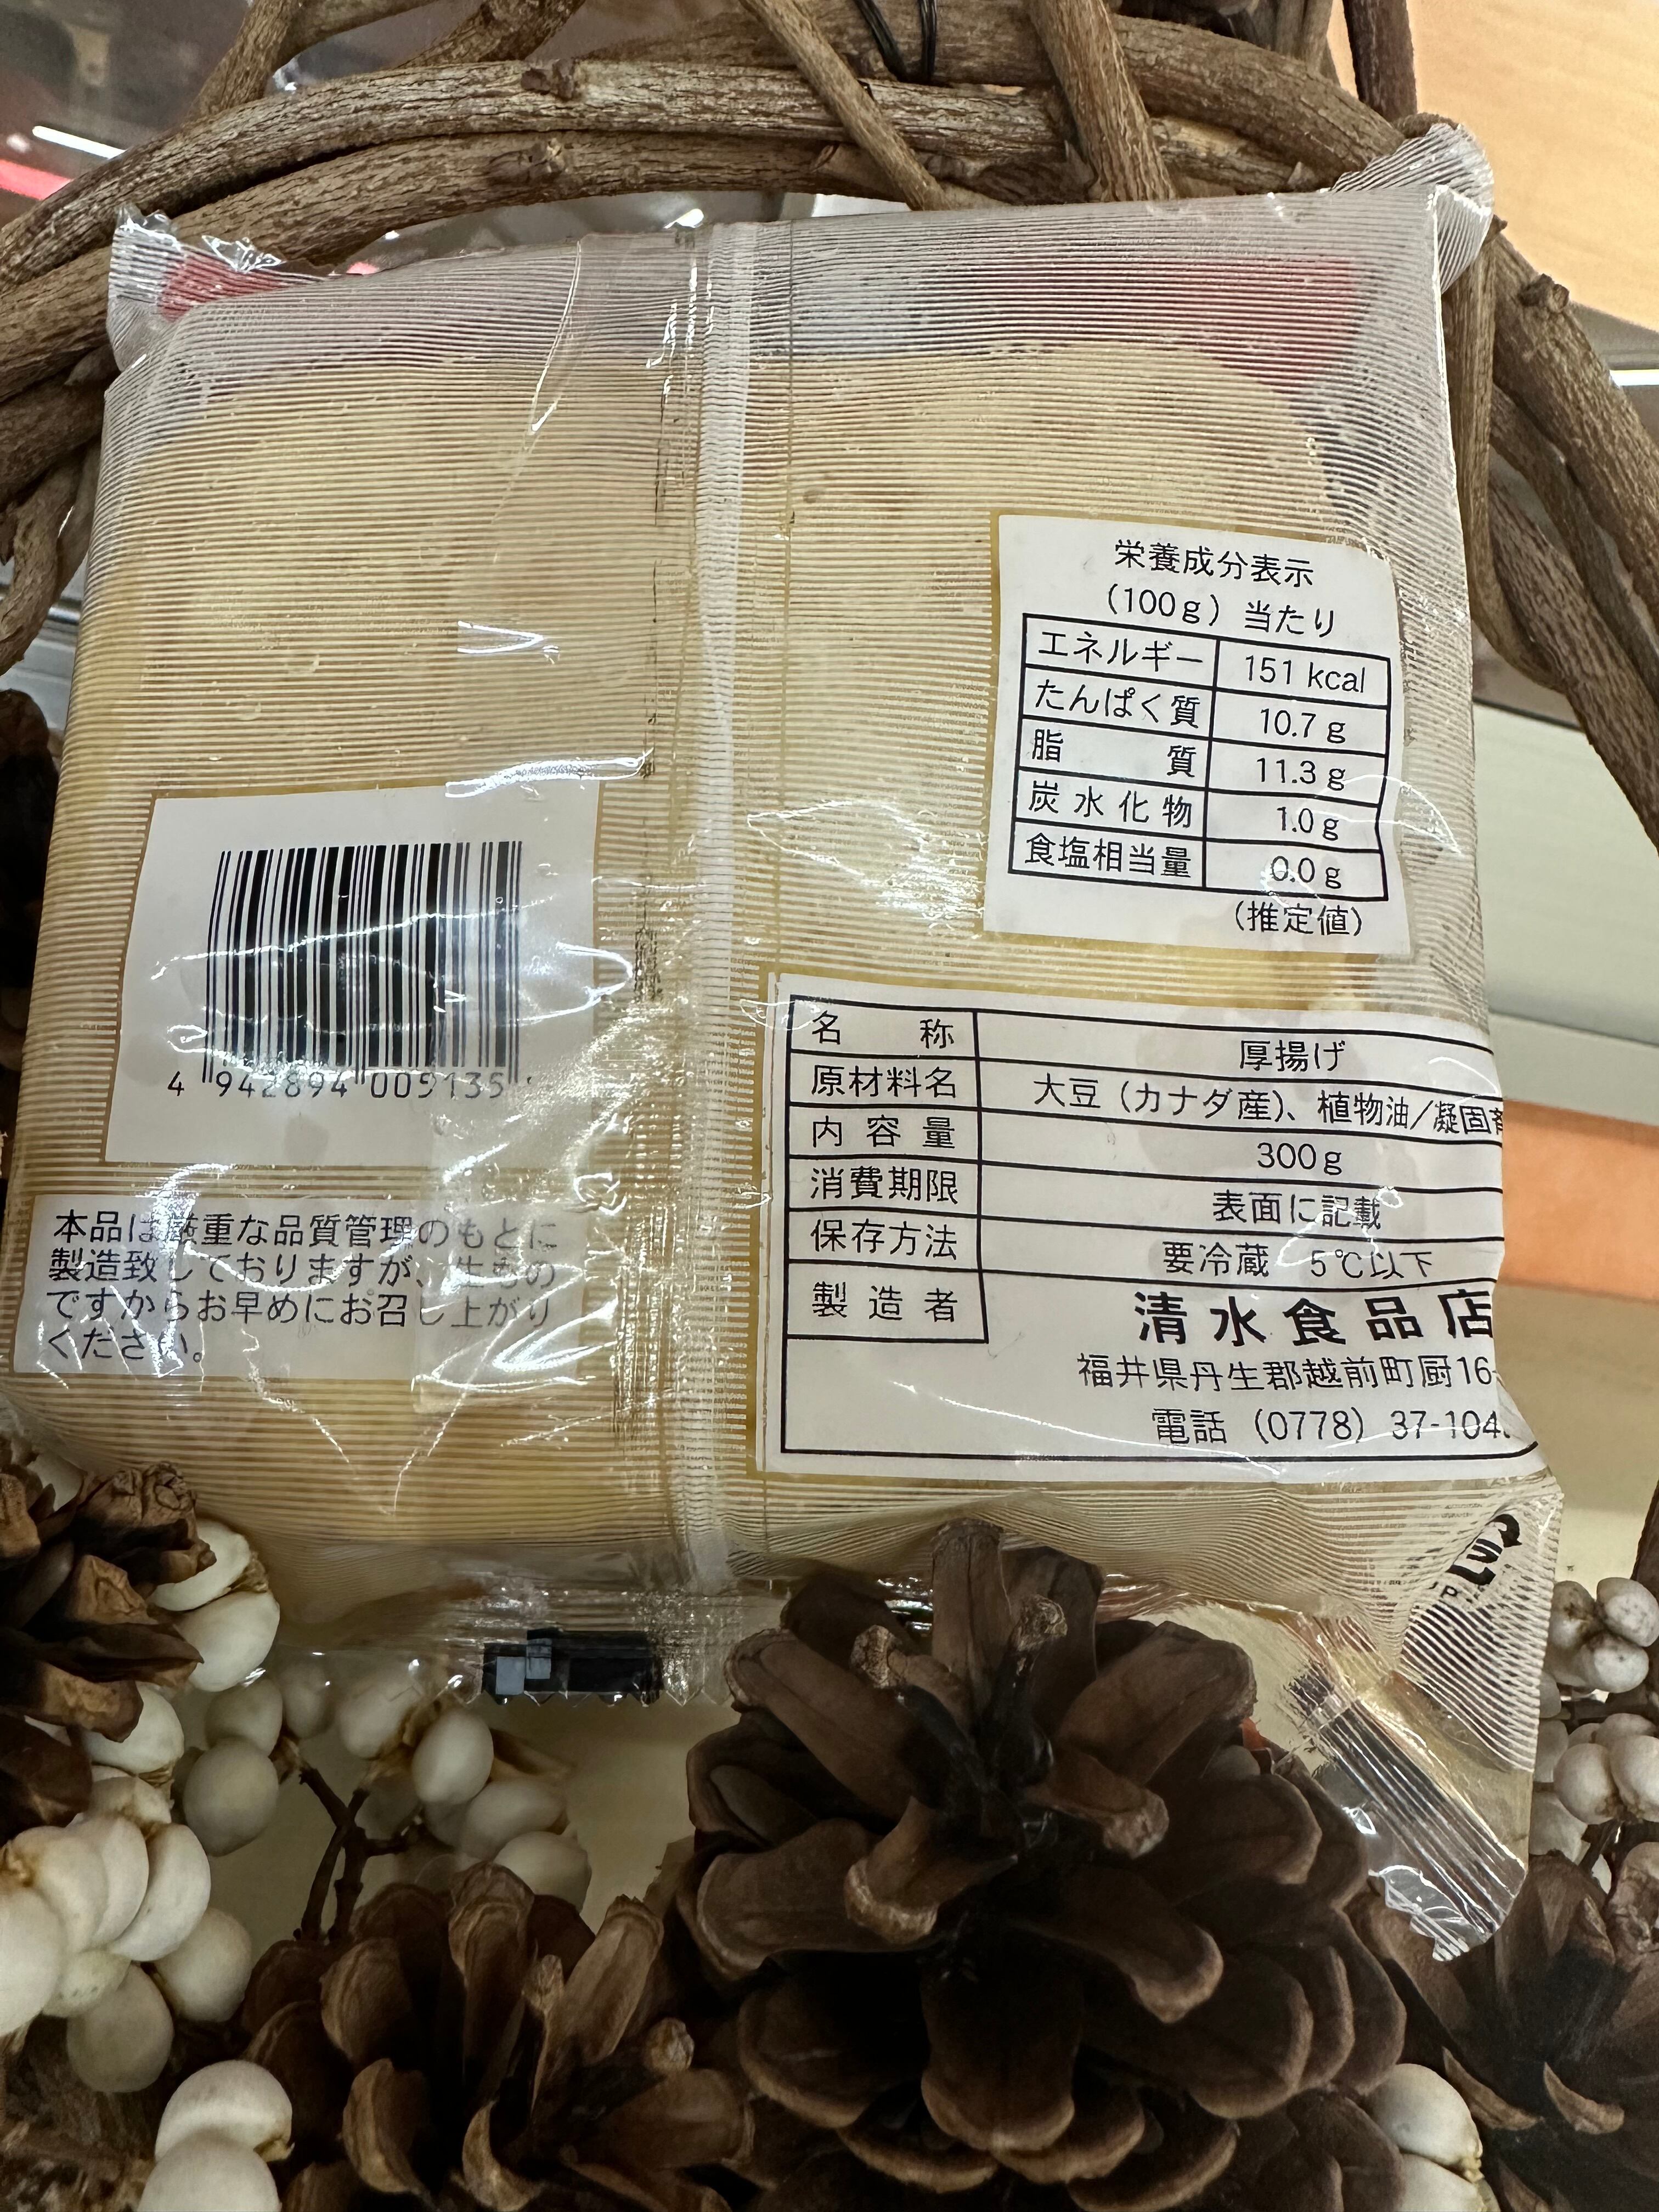 栄養成分表示
(100g) 当たり
エネルギー 151 kcal
たんぱく質 10.7 g
脂質 11.3 g
炭水化物 1.0 g
食塩相当量 0.0 g
(推定値)
4 942894 009135
本品は厳重な品質管理のもとに
製造致しておりますが、生もの
ですからお早めにお召し上がり
ください。
名称 厚揚げ
原材料名 大豆 (カナダ産)、植物油/凝固剤
内容量 300g
消費期限 表面に記載
保存方法 要冷蔵 5℃以下
製造者 清水食品店
福井県丹生郡越前町厨16-
電話 (0778) 37-104